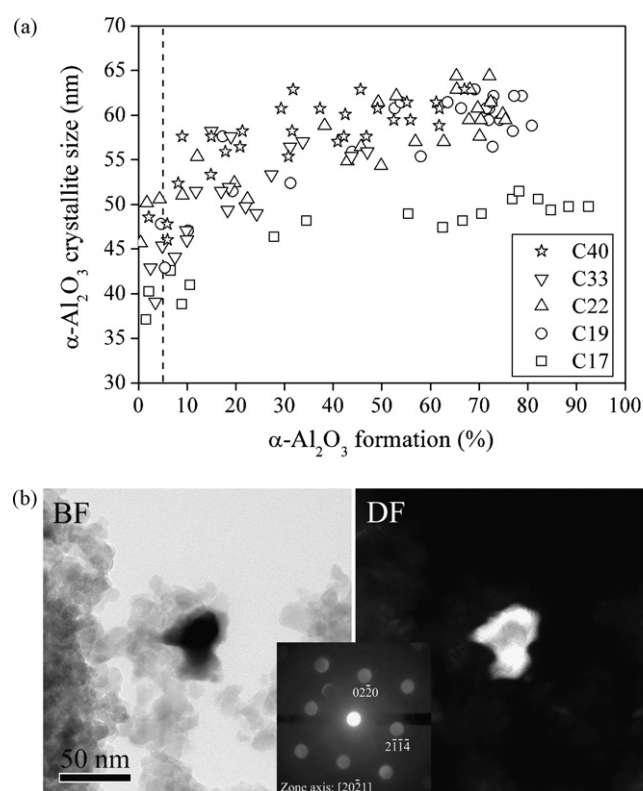 (a)
70
65
60
55
50
45
40
35
30
α-Al₂O₃ crystallite size (nm)
C40
C33
C22
C19
C17
0 10 20 30 40 50 60 70 80 90 100
α-Al₂O₃ formation (%)
(b)
BF
DF
022̅0
21̅1̅4̅
50 nm
Zone axis: [202̅1]